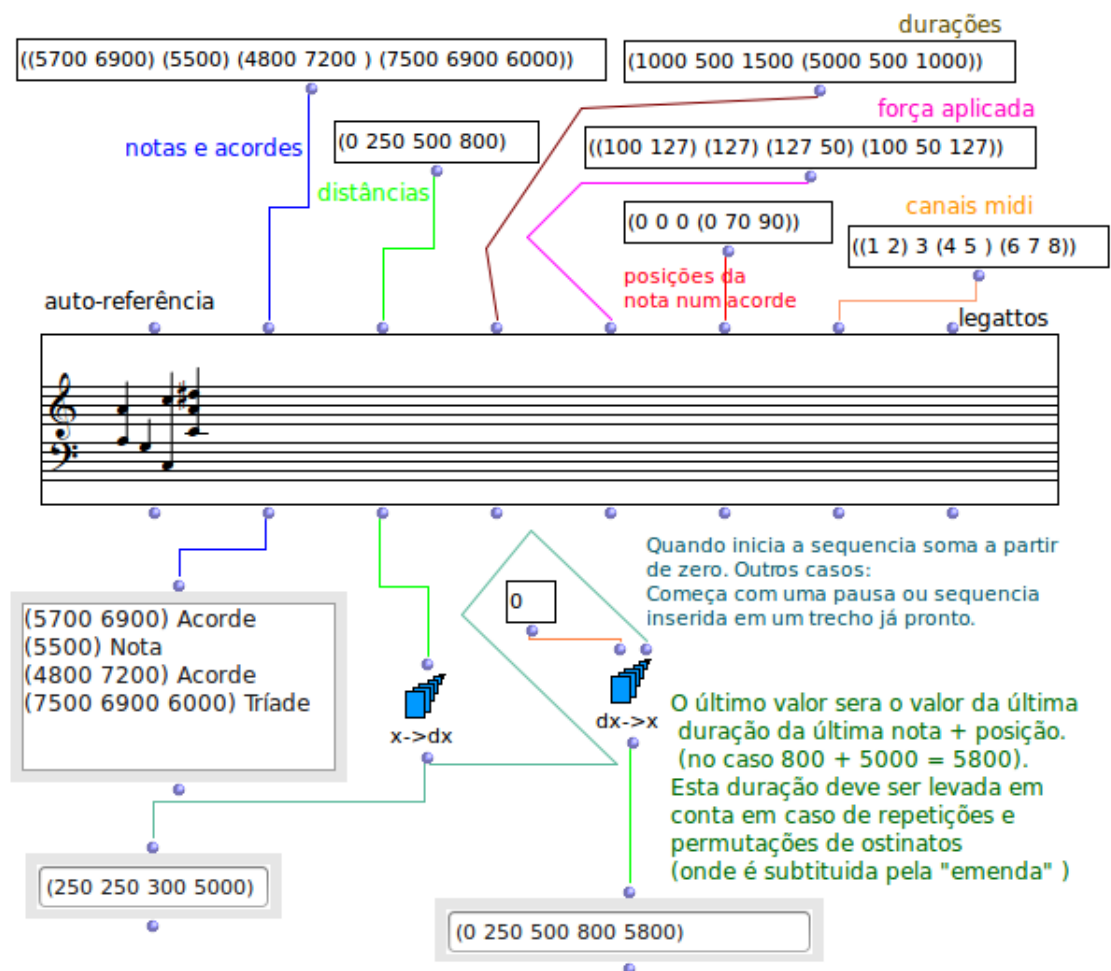 durações
((5700 6900) (5500) (4800 7200 ) (7500 6900 6000))
(1000 500 1500 (5000 500 1000))
força aplicada
notas e acordes
(0 250 500 800)
((100 127) (127) (127 50) (100 50 127))
distâncias
canais midi
(0 0 0 (0 70 90))
((1 2) 3 (4 5 ) (6 7 8))
posições da
nota num acorde
auto-referência
legattos
Quando inicia a sequencia soma a partir
de zero. Outros casos:
Começa com uma pausa ou sequencia
inserida em um trecho já pronto.
0
(5700 6900) Acorde
(5500) Nota
(4800 7200) Acorde
(7500 6900 6000) Tríade
x->dx
dx->x
O último valor sera o valor da última
duração da última nota + posição.
(no caso 800 + 5000 = 5800).
Esta duração deve ser levada em
conta em caso de repetições e
permutações de ostinatos
(onde é subtituida pela "emenda" )
(250 250 300 5000)
(0 250 500 800 5800)